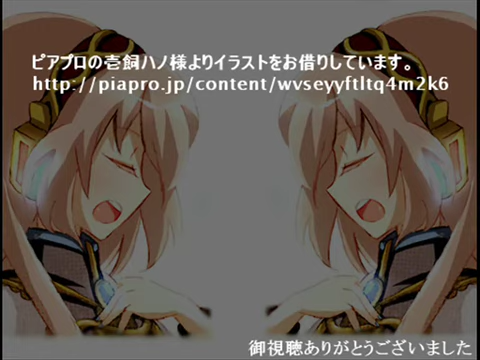 ピアプロの壱飼ハノ様よりイラストをお借りしています。
http://piapro.jp/content/wvseyyftltq4m2k6
御視聴ありがとうございました